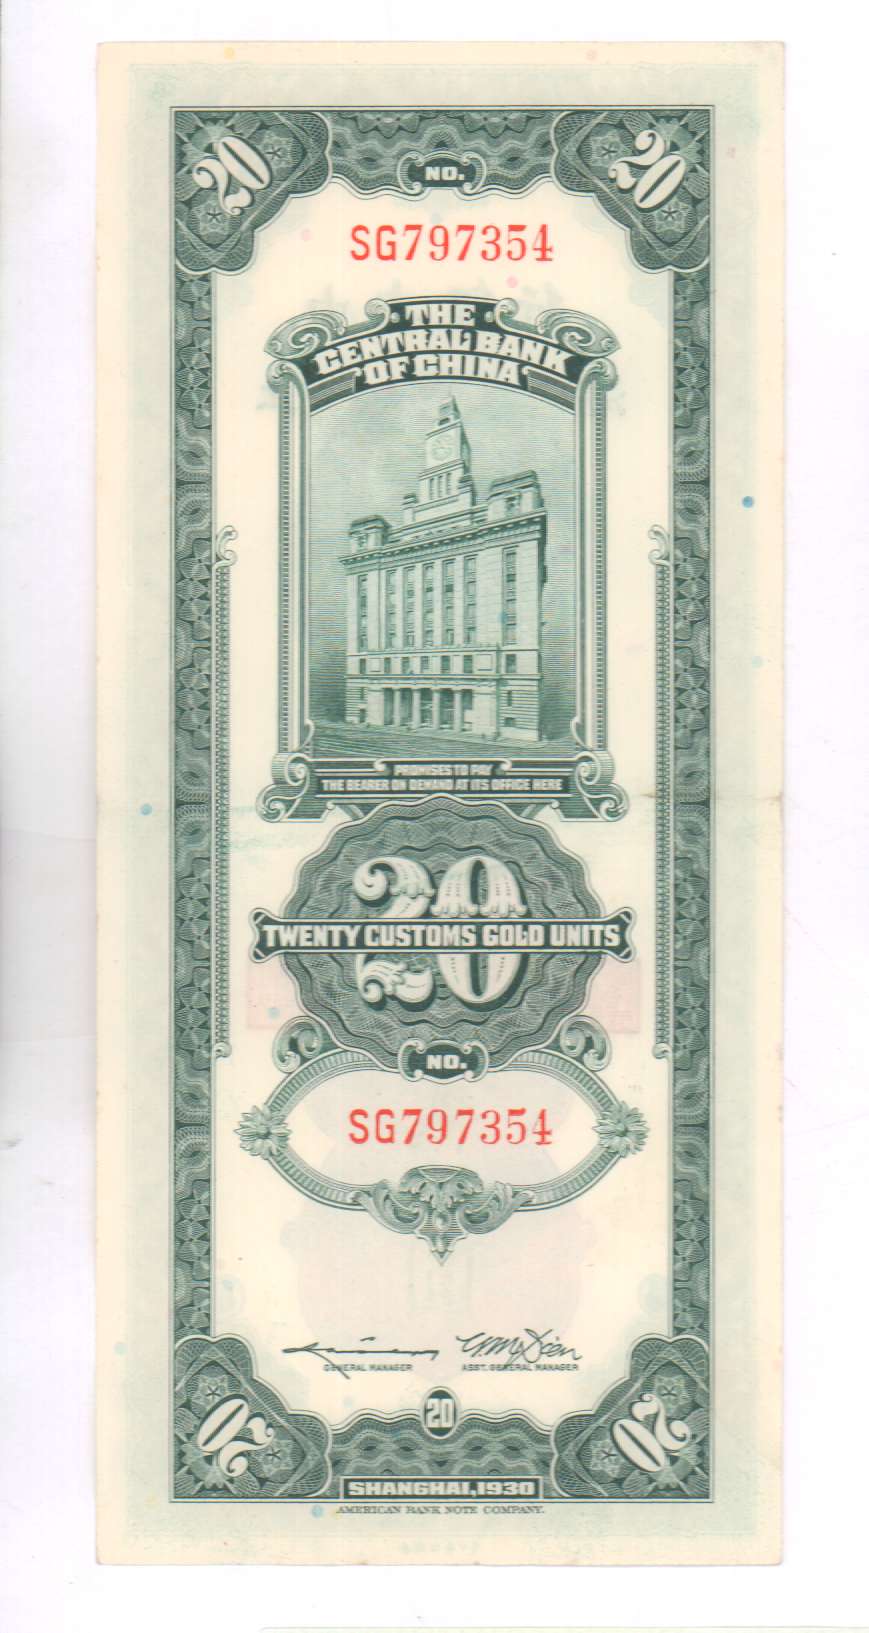 20 20
NO.
SG797354
THE
CENTRAL BANK
OF CHINA
PROMISES TO PAY
THE BEARER ON DEMAND AT ITS OFFICE HERE
20
TWENTY CUSTOMS GOLD UNITS
NO.
SG797354
GENERAL MANAGER ASST. GENERAL MANAGER
20
20 20
SHANGHAI, 1930
AMERICAN BANK NOTE COMPANY.